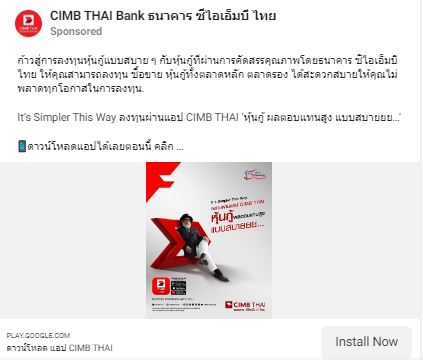 CIMB THAI Bank ธนาคาร ซีไอเอ็มบี ไทย
Sponsored
ก้าวสู่การลงทุนหุ้นกู้แบบสบาย ๆ กับหุ้นกู้ที่ผ่านการคัดสรรคุณภาพโดยธนาคาร ซีไอเอ็มบี
ไทย ให้คุณสามารถลงทุน ซื้อขาย หุ้นกู้ทั้งตลาดหลัก ตลาดรอง ได้สะดวกสบายให้คุณไม่
พลาดทุกโอกาสในการลงทุน.
It's Simpler This Way ลงทุนผ่านแอป CIMB THAI 'หุ้นกู้ ผลตอบแทนสูง แบบสบายยย...'
ดาวน์โหลดแอปได้เลยตอนนี้ คลิก ...
It's Simpler This Way
ลงทุนผ่านแอป CIMB THAI
หุ้นกู้ผลตอบแทนสูง
แบบสบายยย...
CIMB THAI
PLAY.GOOGLE.COM
ดาวน์โหลด แอป CIMB THAI
Install Now